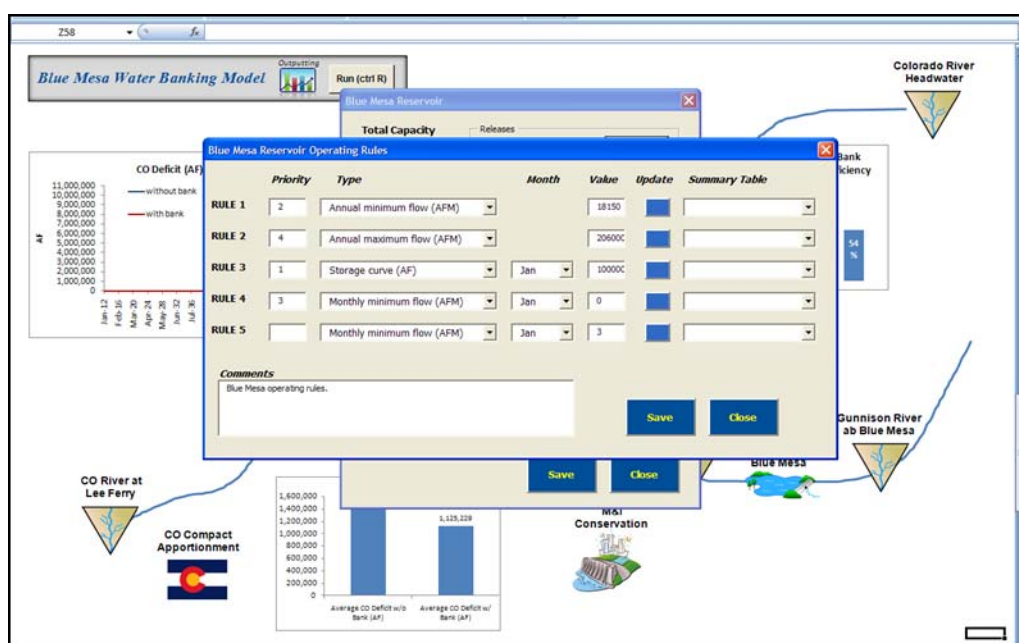 Z58
fx
Blue Mesa Water Banking Model
Outputting
Run (ctrl R)
Colorado River
Headwater
Blue Mesa Reservoir
Total Capacity
Releases
Blue Mesa Reservoir Operating Rules
Priority Type Month Value Update Summary Table
RULE 1 2 Annual minimum flow (AFM) 18150
RULE 2 4 Annual maximum flow (AFM) 206000
RULE 3 1 Storage curve (AF) Jan 100000
RULE 4 3 Monthly minimum flow (AFM) Jan 0
RULE 5 Monthly minimum flow (AFM) Jan 3
Comments
Blue Mesa operating rules.
Save Close
CO Deficit (AF)
11,000,000
10,000,000
9,000,000
8,000,000
7,000,000
6,000,000
5,000,000
4,000,000
3,000,000
2,000,000
1,000,000
0
AF
without bank
with bank
Jan-12
Feb-16
Mar-20
Apr-24
May-28
Jun-32
Jul-36
Bank
54
%
Save Close
Gunnison River
ab Blue Mesa
Blue Mesa
CO River at
Lee Ferry
CO Compact
Apportionment
1,600,000
1,400,000
1,200,000
1,000,000
800,000
600,000
400,000
200,000
0
1,125,229
Average CO Deficit w/o
Bank (AF)
Average CO Deficit w/
Bank (AF)
M&I
Conservation